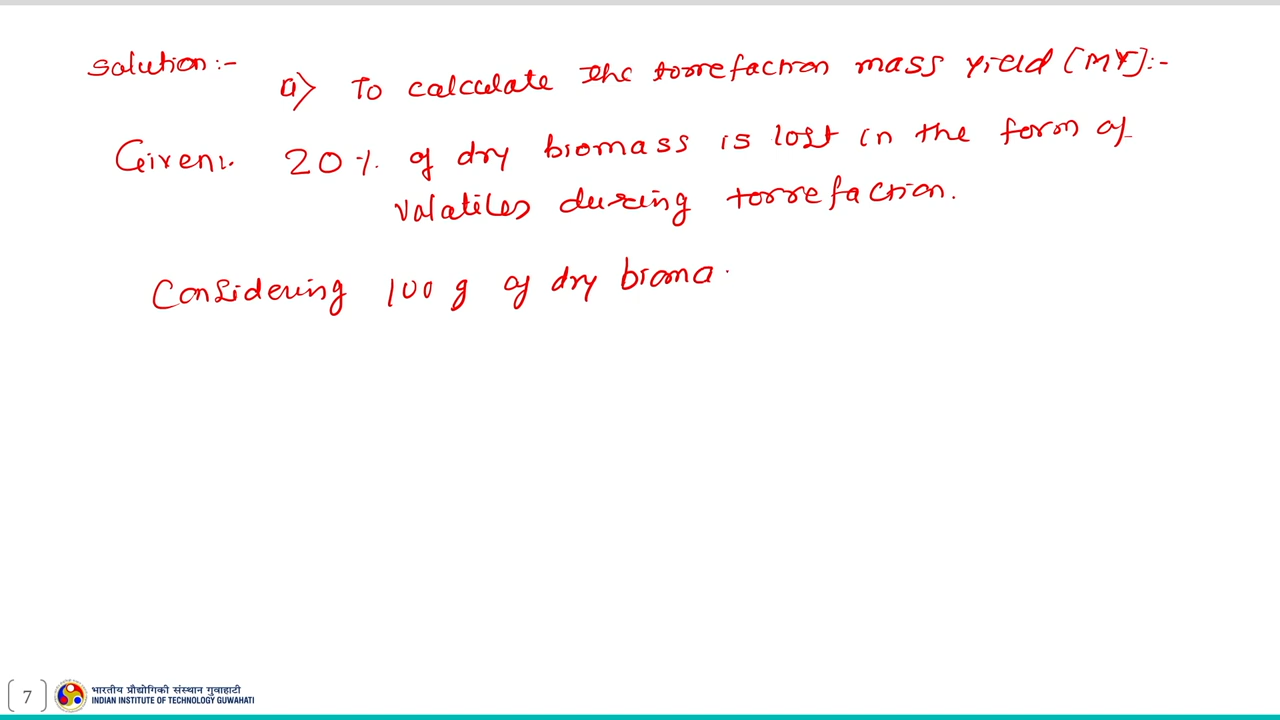 Solution :-
a) To calculate the torrefaction mass yield [MY]:-
Given:. 20 %. of dry biomass is lost in the form of
volatiles during torrefaction.
Considering 100 g of dry bioma
7
भारतीय प्रौद्योगिकी संस्थान गुवाहाटी
INDIAN INSTITUTE OF TECHNOLOGY GUWAHATI